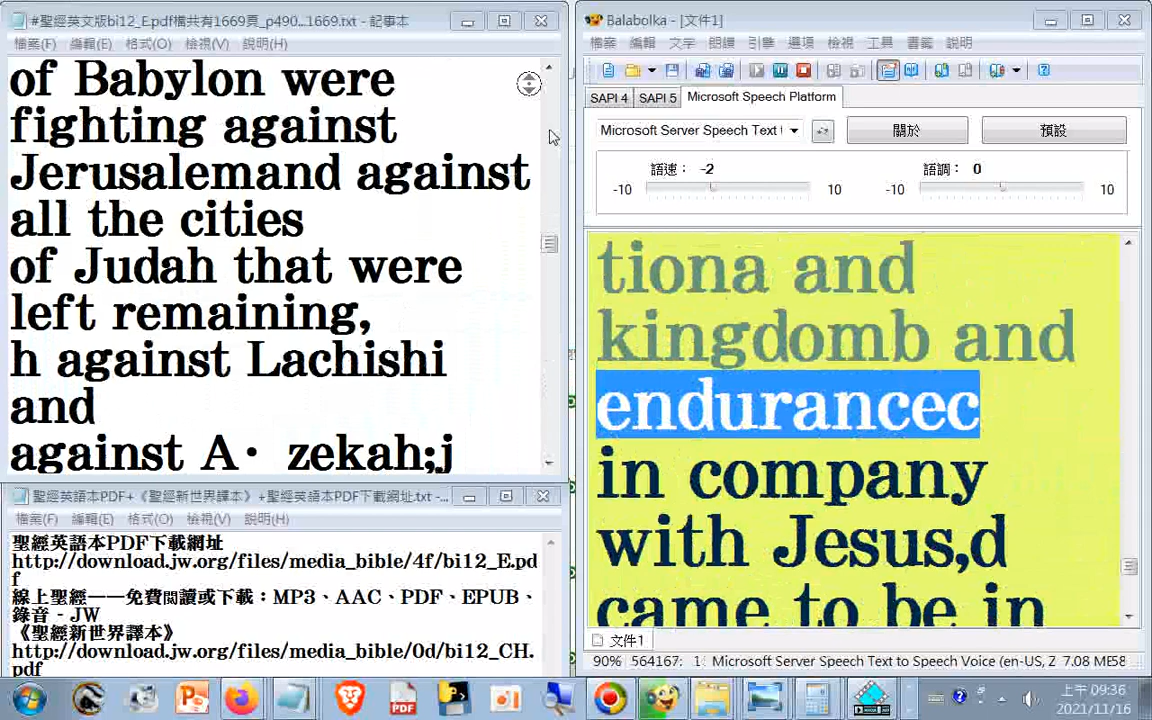 #聖經英文版bi12_E.pdf檔共有1669頁_p490...1669.txt - 記事本
檔案(F) 編輯(E) 格式(O) 檢視(V) 說明(H)
of Babylon were
fighting against
Jerusalemand against
all the cities
of Judah that were
left remaining,
h against Lachishi
and
against A· zekah;j
聖經英語本PDF+《聖經新世界譯本》+聖經英語本PDF下載網址.txt -...
檔案(F) 編輯(E) 格式(O) 檢視(V) 說明(H)
聖經英語本PDF下載網址
http://download.jw.org/files/media_bible/4f/bi12_E.pd
f
線上聖經——免費閱讀或下載：MP3、AAC、PDF、EPUB、
錄音 - JW
《聖經新世界譯本》
http://download.jw.org/files/media_bible/0d/bi12_CH.
pdf
Balabolka - [文件1]
檔案 編輯 文字 朗讀 引擎 選項 檢視 工具 書籤 說明
SAPI 4 SAPI 5 Microsoft Speech Platform
Microsoft Server Speech Text 關於 預設
語速： -2 語調： 0
-10 10 -10 10
tiona and
kingdomb and
endurancec
in company
with Jesus,d
came to be in
文件1
90% 564167: 1 Microsoft Server Speech Text to Speech Voice (en-US, Z 7.08 ME58
PDF
上午 09:36
2021/11/16